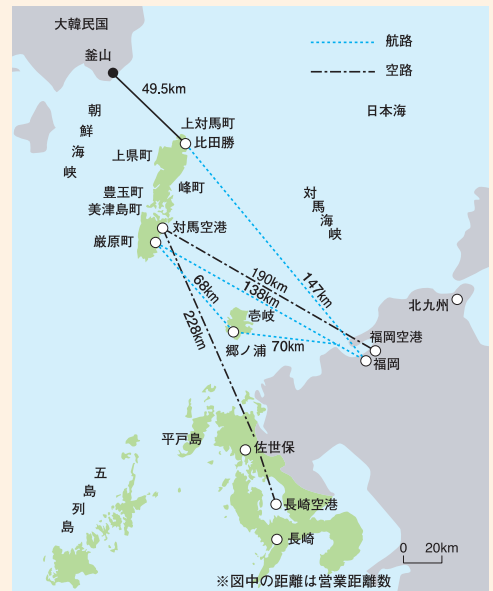 大韓民国
釜山
航路
空路
49.5km
日本海
朝鮮海峡
上対馬町
比田勝
上県町
豊玉町
峰町
美津島町
対馬海峡
対馬空港
厳原町
190km
138km
147km
68km
228km
北九州
壱岐
郷ノ浦
70km
福岡空港
福岡
平戸島
佐世保
五島列島
長崎空港
長崎
0 20km
※図中の距離は営業距離数